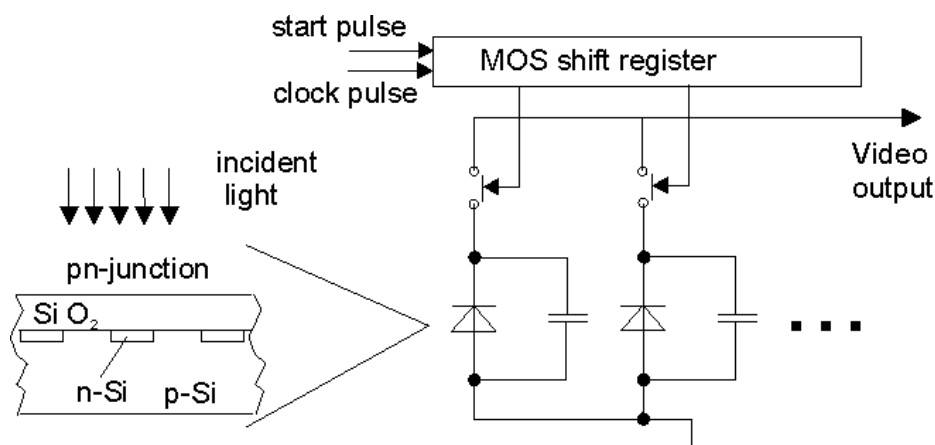 start pulse
MOS shift register
clock pulse
Video
output
incident
light
pn-junction
Si O2
n-Si
p-Si